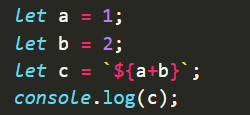 let a = 1;
let b = 2;
let c = `${a+b}`;
console.log(c);